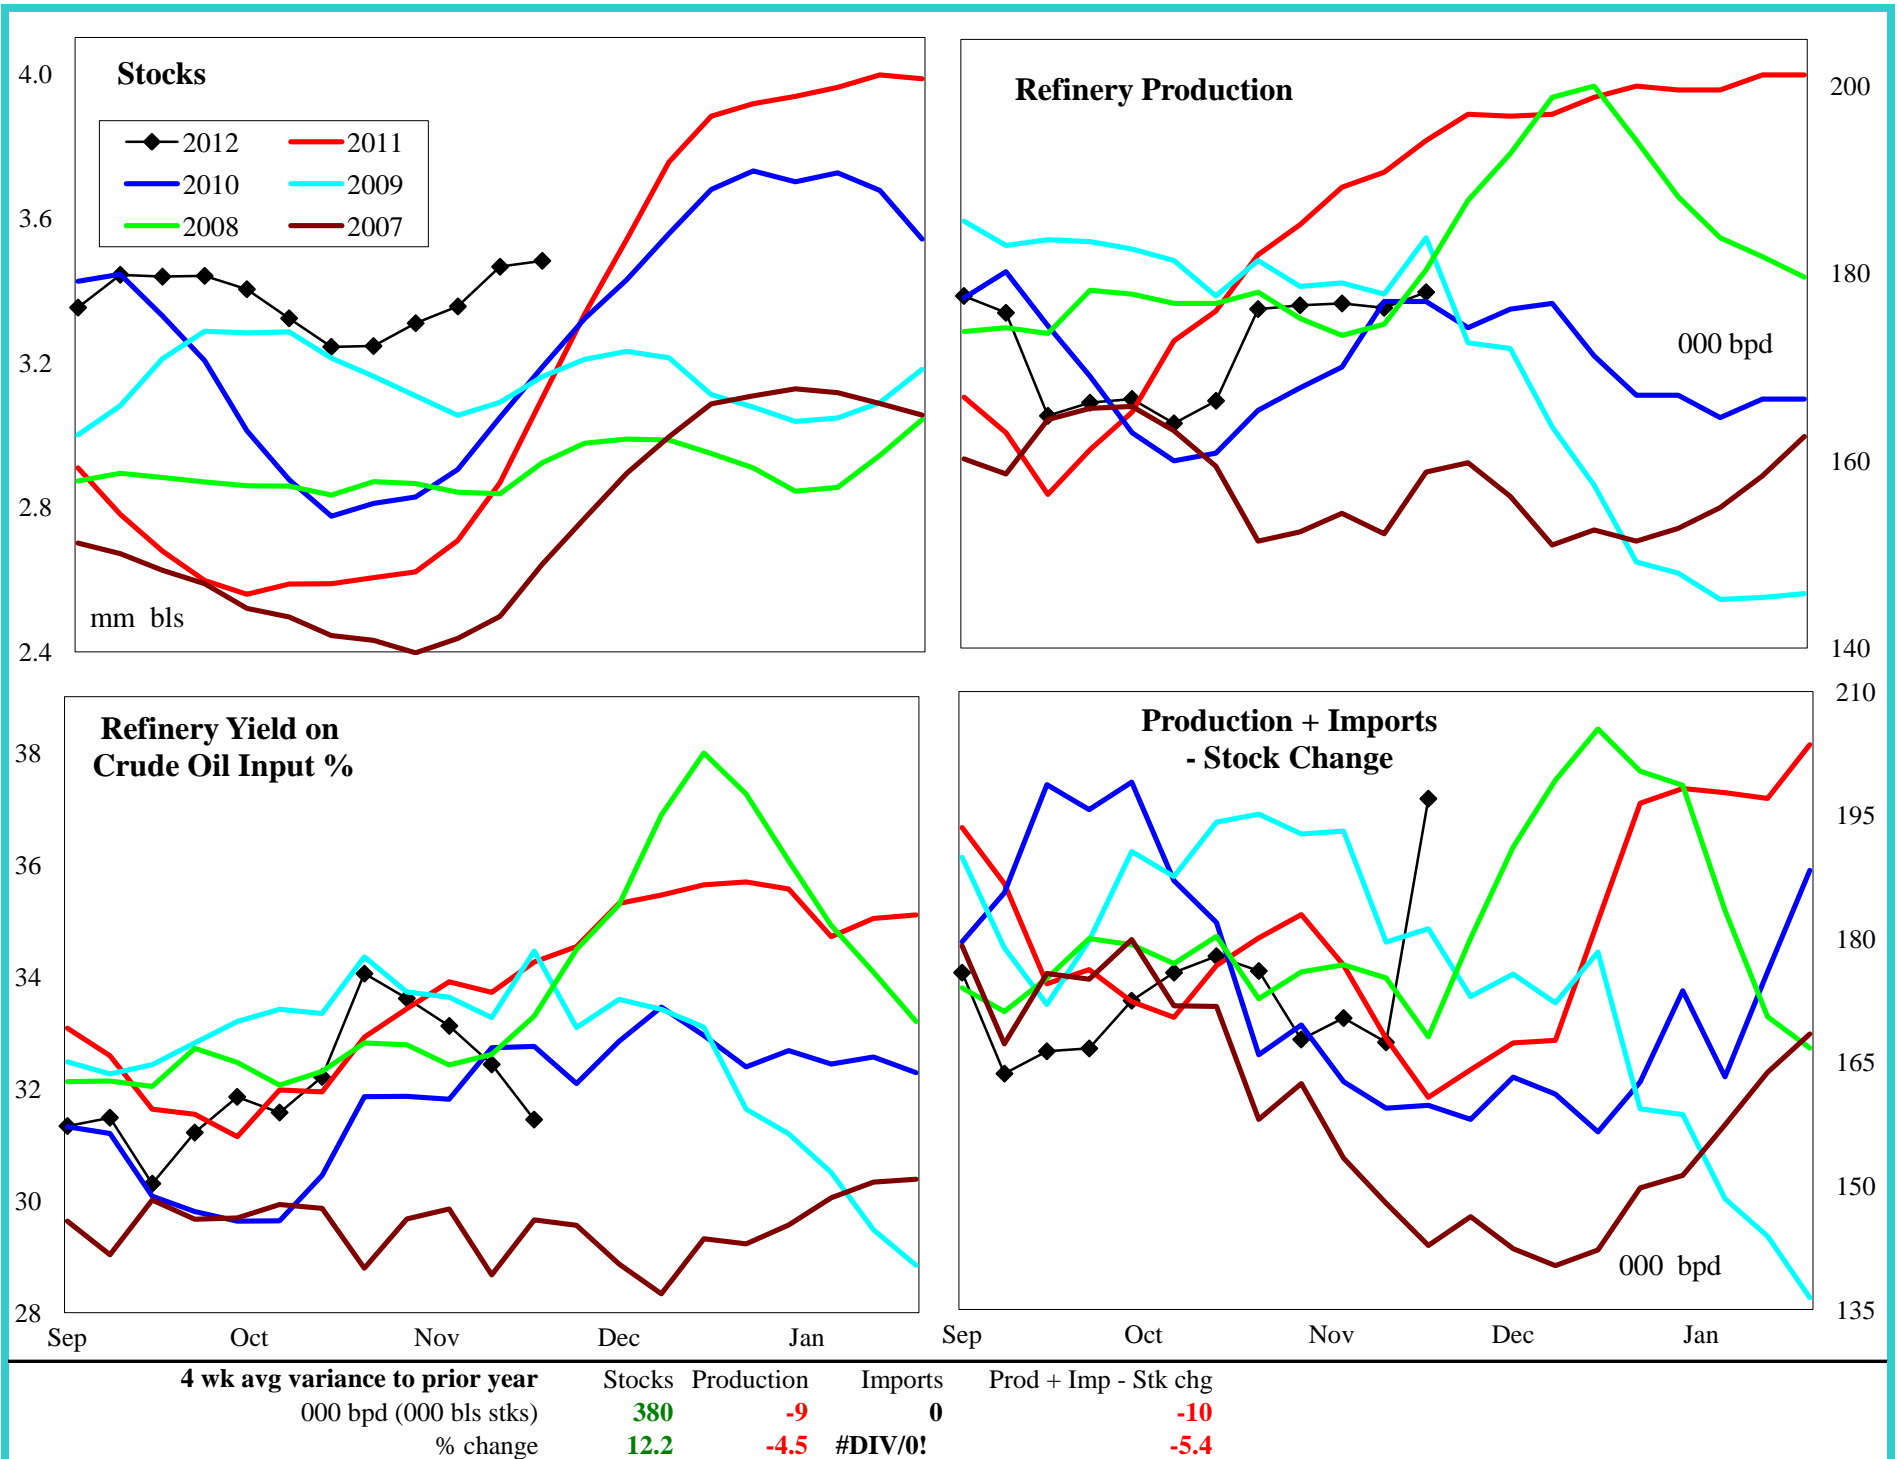 Stocks
4.0
3.6
3.2
2.8
2.4
2012 2011
2010 2009
2008 2007
mm bls
Refinery Production
200
180
160
140
000 bpd
Refinery Yield on
Crude Oil Input %
38
36
34
32
30
28
Sep Oct Nov Dec Jan
Production + Imports
- Stock Change
210
195
180
165
150
135
000 bpd
Sep Oct Nov Dec Jan
4 wk avg variance to prior year Stocks Production Imports Prod + Imp - Stk chg
000 bpd (000 bls stks) 380 -9 0 -10
% change 12.2 -4.5 #DIV/0! -5.4